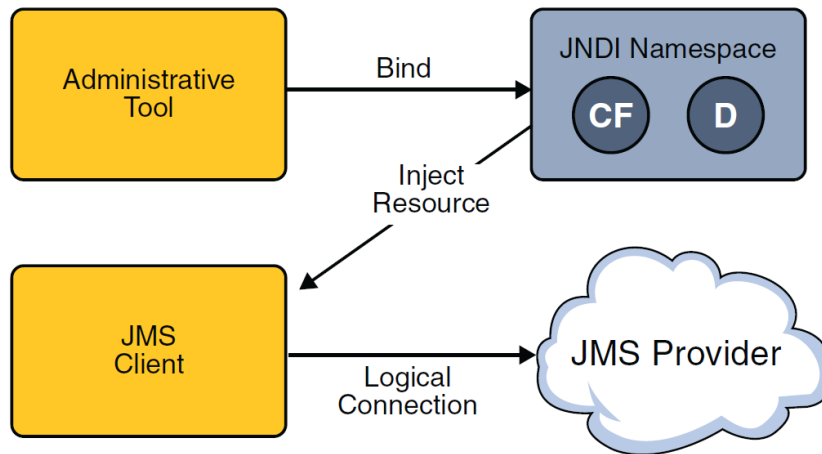 Administrative
Tool
Bind
JNDI Namespace
CF
D
Inject
Resource
JMS
Client
Logical
Connection
JMS Provider